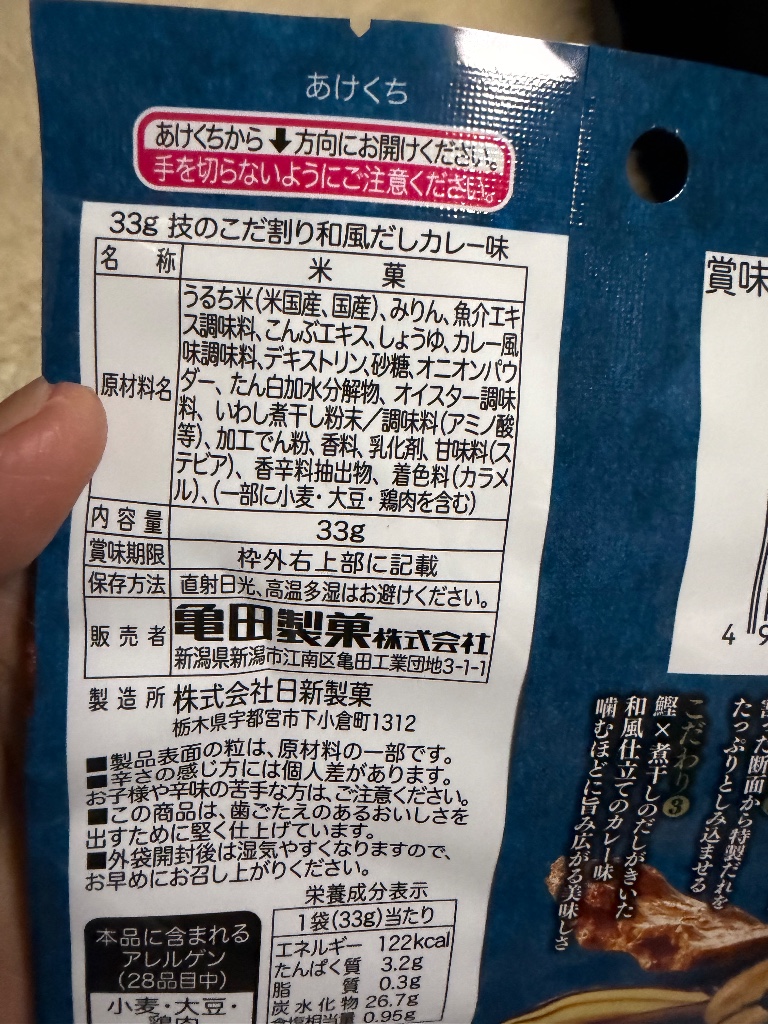 あけくち
あけくちから⬇方向にお開けください。
手を切らないようにご注意ください。
33g 技のこだ割り和風だしカレー味
名称 米菓
原材料名
うるち米(米国産、国産)、みりん、魚介エキ
ス調味料、こんぶエキス、しょうゆ、カレー風
味調味料、デキストリン、砂糖、オニオンパウ
ダー、たん白加水分解物、オイスター調味
料、いわし煮干し粉末／調味料(アミノ酸
等)、加工でん粉、香料、乳化剤、甘味料(ス
テビア)、香辛料抽出物、着色料(カラメ
ル)、(一部に小麦・大豆・鶏肉を含む)
内容量 33g
賞味期限 枠外右上部に記載
保存方法 直射日光、高温多湿はお避けください。
販売者 亀田製菓株式会社
新潟県新潟市江南区亀田工業団地3-1-1
製造所 株式会社日新製菓
栃木県宇都宮市下小倉町1312
■製品表面の粒は、原材料の一部です。
■辛さの感じ方には個人差があります。
お子様や辛味の苦手な方は、ご注意ください。
■この商品は、歯ごたえのあるおいしさを
出すために堅く仕上げています。
■外袋開封後は湿気やすくなりますので、
お早めにお召し上がりください。
本品に含まれる
アレルゲン
(28品目中)
小麦・大豆・
鶏肉
栄養成分表示
1袋(33g)当たり
エネルギー 122kcal
たんぱく質 3.2g
脂質 0.3g
炭水化物 26.7g
食塩相当量 0.95g
賞味
4 9
断面から特製だれを
たっぷりとしみ込ませる
こだわり3
鰹×煮干しのだしがきいた
和風仕立てのカレー味
噛むほどに旨み広がる美味しさ